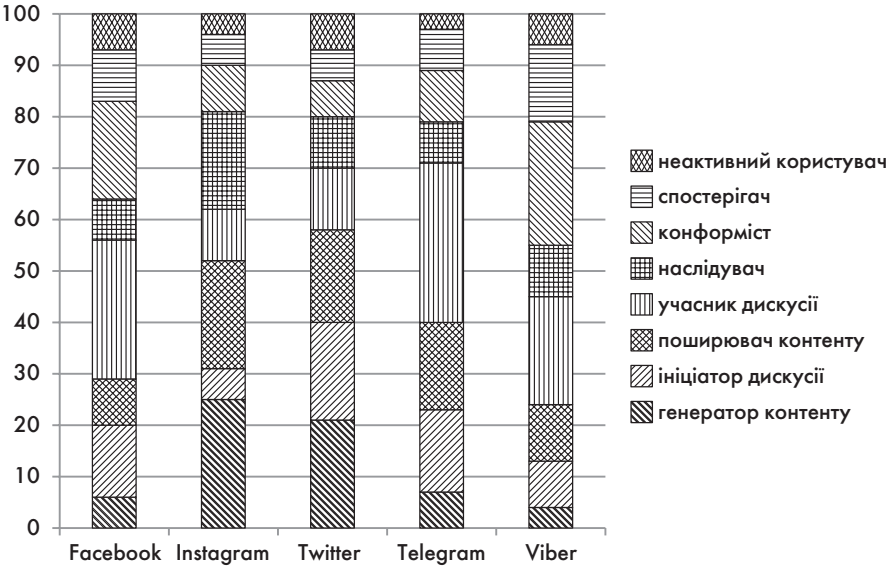 100
90
80
70
60
50
40
30
20
10
0
Facebook Instagram Twitter Telegram Viber
неактивний користувач
спостерігач
конформіст
наслідувач
учасник дискусії
поширювач контенту
ініціатор дискусії
генератор контенту